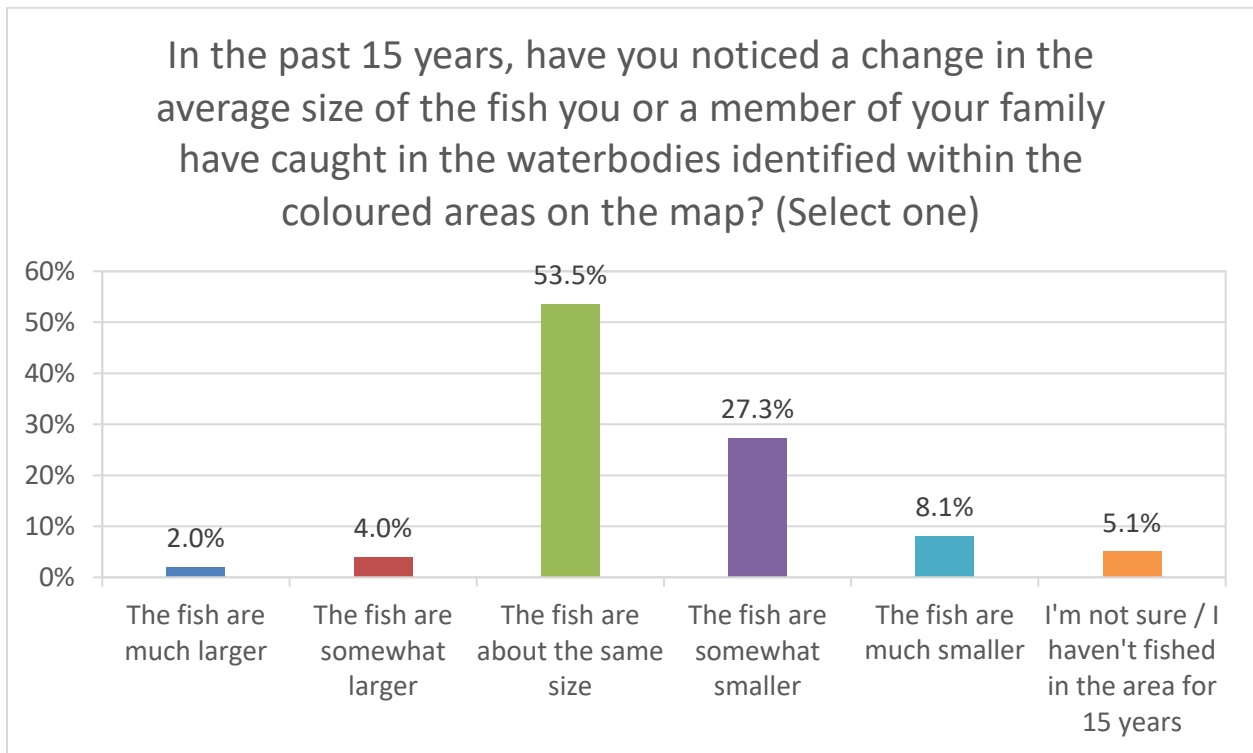 In the past 15 years, have you noticed a change in the
average size of the fish you or a member of your family
have caught in the waterbodies identified within the
coloured areas on the map? (Select one)
60%
50%
40%
30%
20%
10%
0%
2.0%
4.0%
53.5%
27.3%
8.1%
5.1%
The fish are
much larger
The fish are
somewhat
larger
The fish are
about the same
size
The fish are
somewhat
smaller
The fish are
much smaller
I'm not sure / I
haven't fished
in the area for
15 years